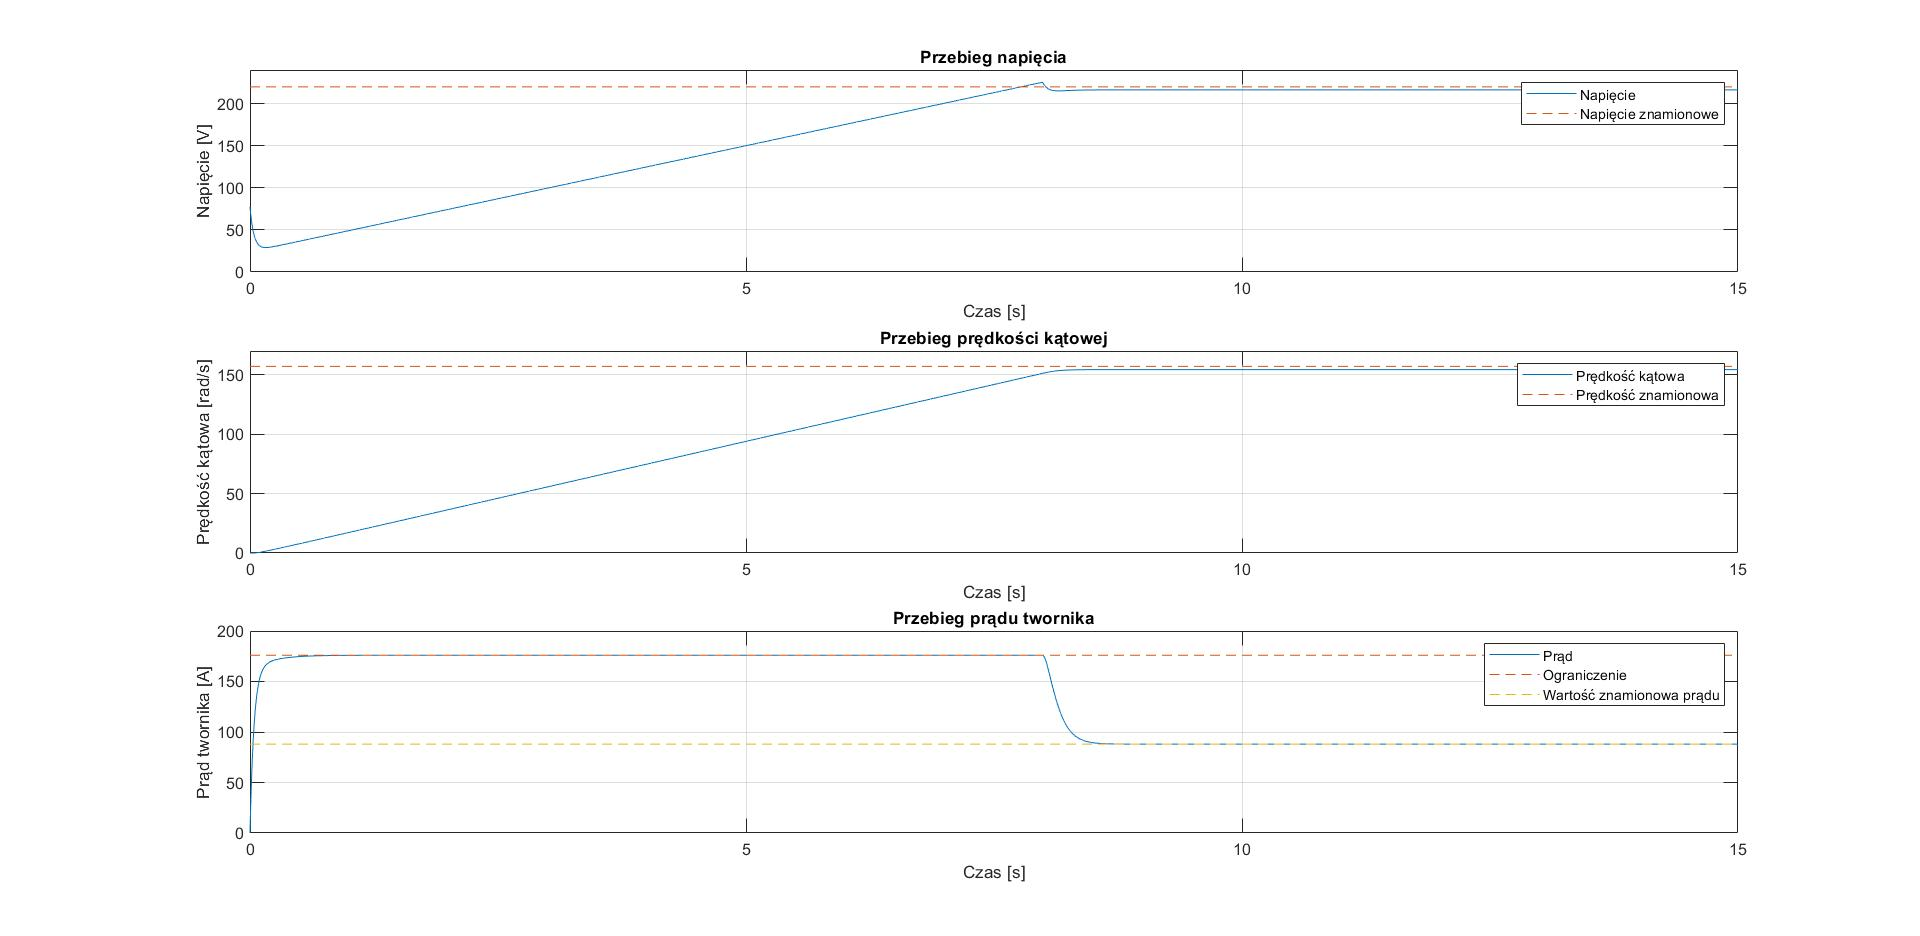 Przebieg napięcia
Napięcie [V]
200
150
100
50
0
0 5 10 15
Czas [s]
Napięcie
Napięcie znamionowe
Przebieg prędkości kątowej
Prędkość kątowa [rad/s]
150
100
50
0
0 5 10 15
Czas [s]
Prędkość kątowa
Prędkość znamionowa
Przebieg prądu twornika
Prąd twornika [A]
200
150
100
50
0
0 5 10 15
Czas [s]
Prąd
Ograniczenie
Wartość znamionowa prądu